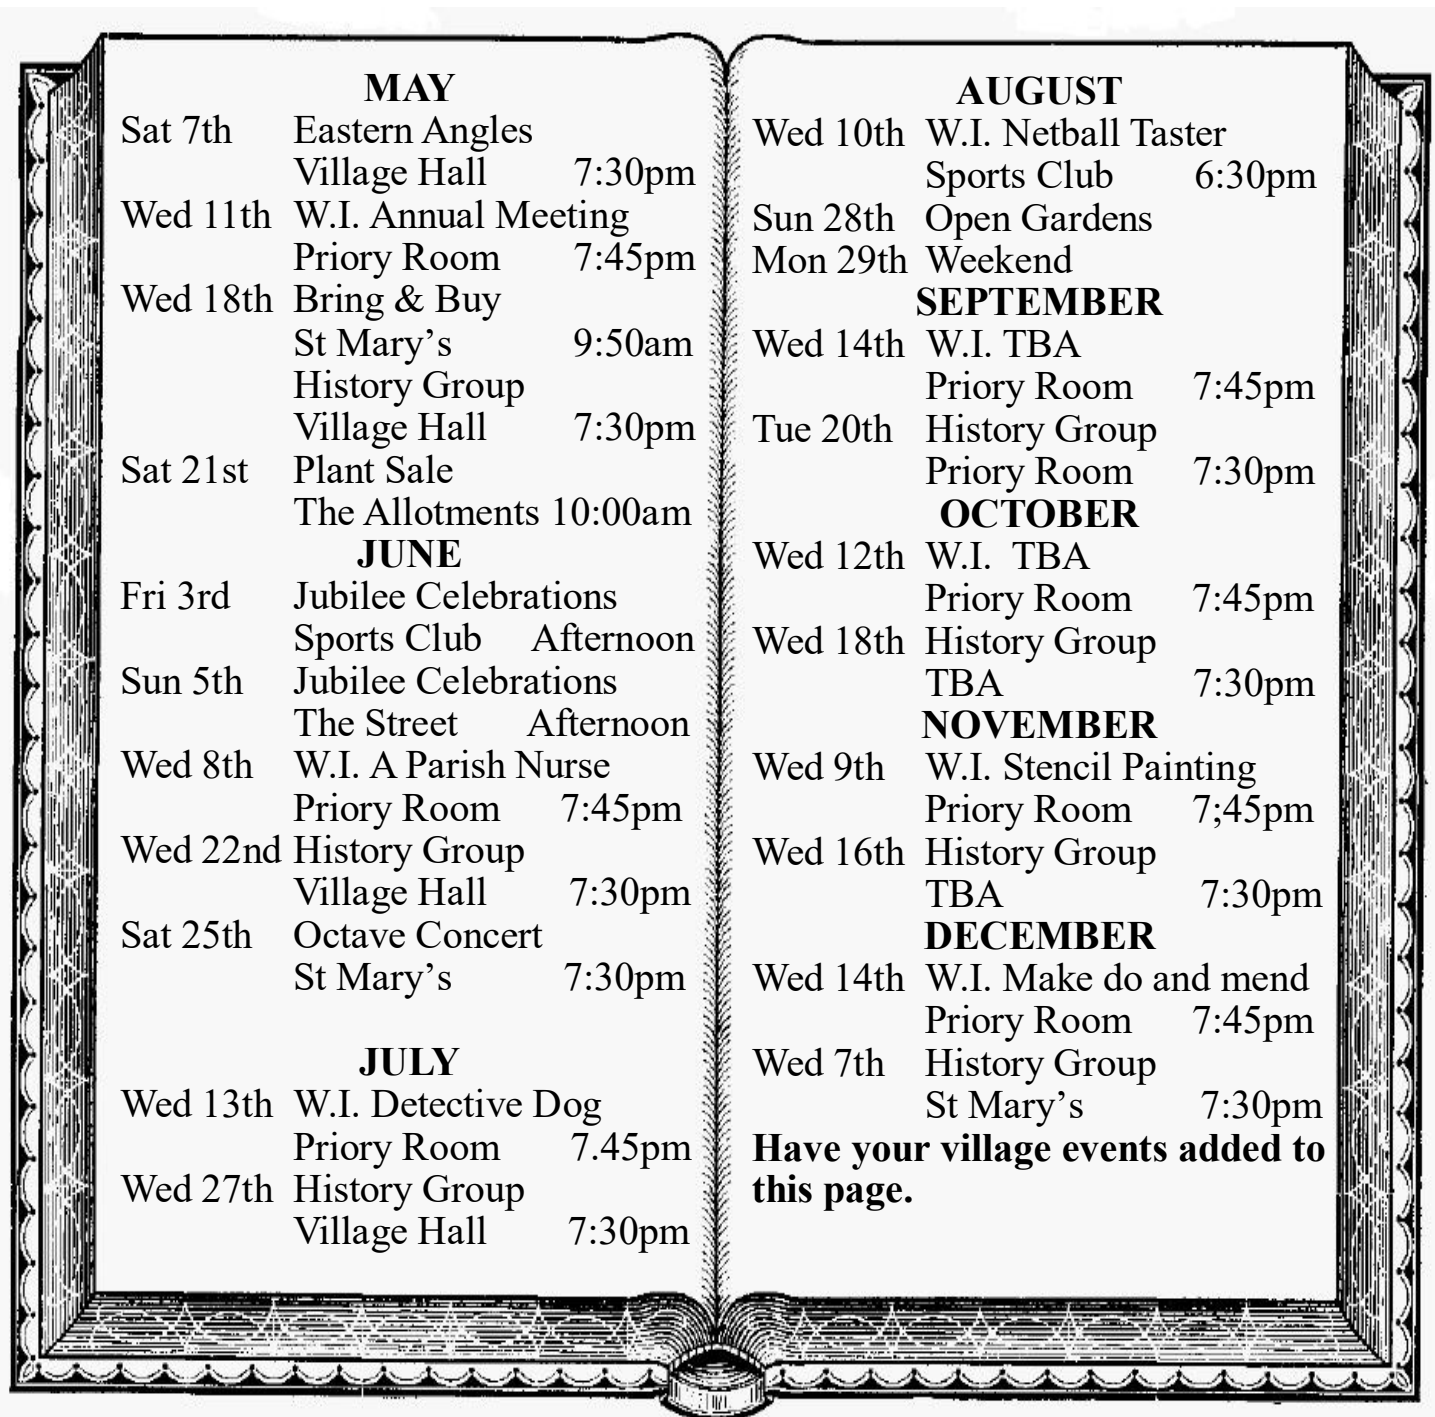 MAY
Sat 7th Eastern Angles
Village Hall 7:30pm
Wed 11th W.I. Annual Meeting
Priory Room 7:45pm
Wed 18th Bring & Buy
St Mary’s 9:50am
History Group
Village Hall 7:30pm
Sat 21st Plant Sale
The Allotments 10:00am
JUNE
Fri 3rd Jubilee Celebrations
Sports Club Afternoon
Sun 5th Jubilee Celebrations
The Street Afternoon
Wed 8th W.I. A Parish Nurse
Priory Room 7:45pm
Wed 22nd History Group
Village Hall 7:30pm
Sat 25th Octave Concert
St Mary’s 7:30pm
JULY
Wed 13th W.I. Detective Dog
Priory Room 7.45pm
Wed 27th History Group
Village Hall 7:30pm
AUGUST
Wed 10th W.I. Netball Taster
Sports Club 6:30pm
Sun 28th Open Gardens
Mon 29th Weekend
SEPTEMBER
Wed 14th W.I. TBA
Priory Room 7:45pm
Tue 20th History Group
Priory Room 7:30pm
OCTOBER
Wed 12th W.I. TBA
Priory Room 7:45pm
Wed 18th History Group
TBA 7:30pm
NOVEMBER
Wed 9th W.I. Stencil Painting
Priory Room 7;45pm
Wed 16th History Group
TBA 7:30pm
DECEMBER
Wed 14th W.I. Make do and mend
Priory Room 7:45pm
Wed 7th History Group
St Mary’s 7:30pm
Have your village events added to
this page.